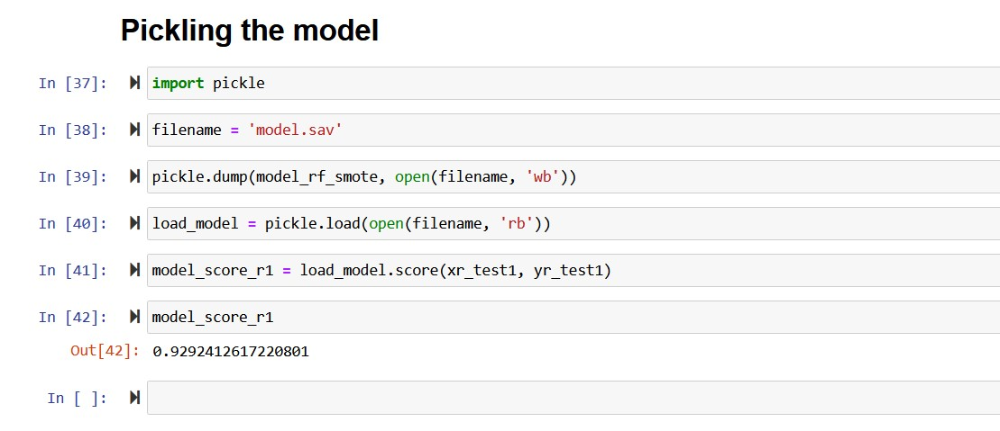 Pickling the model
In [37]: import pickle
In [38]: filename = 'model.sav'
In [39]: pickle.dump(model_rf_smote, open(filename, 'wb'))
In [40]: load_model = pickle.load(open(filename, 'rb'))
In [41]: model_score_r1 = load_model.score(xr_test1, yr_test1)
In [42]: model_score_r1
Out[42]: 0.9292412617220801
In [ ]: